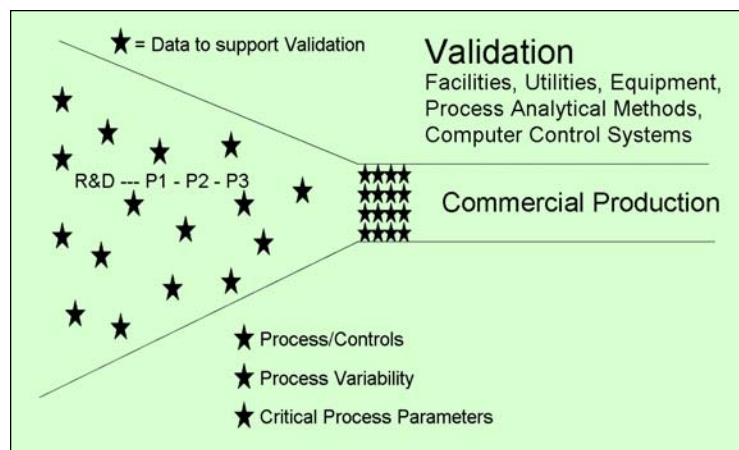 ★ = Data to support Validation
Validation
Facilities, Utilities, Equipment,
Process Analytical Methods,
Computer Control Systems
R&D --- P1 - P2 - P3
Commercial Production
★ Process/Controls
★ Process Variability
★ Critical Process Parameters